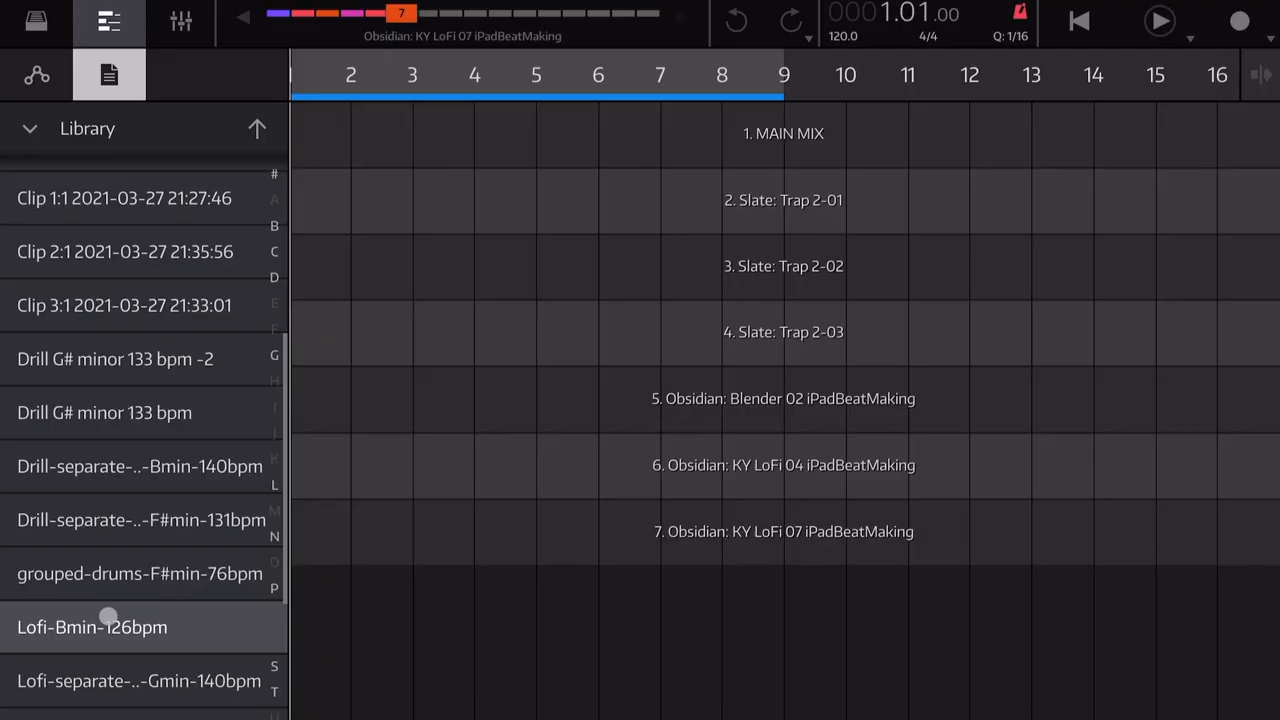 7
Obsidian: KY LoFi 07 iPadBeatMaking
0001.01.00
120.0
4/4
Q: 1/16
2 3 4 5 6 7 8 9 10 11 12 13 14 15 16
Library
Clip 1:1 2021-03-27 21:27:46
Clip 2:1 2021-03-27 21:35:56
Clip 3:1 2021-03-27 21:33:01
Drill G# minor 133 bpm -2
Drill G# minor 133 bpm
Drill-separate-..-Bmin-140bpm
Drill-separate-..-F#min-131bpm
grouped-drums-F#min-76bpm
Lofi-Bmin-126bpm
Lofi-separate-..-Gmin-140bpm
#
A
B
C
D
E
F
G
H
I
J
K
L
M
N
O
P
S
T
U
1. MAIN MIX
2. Slate: Trap 2-01
3. Slate: Trap 2-02
4. Slate: Trap 2-03
5. Obsidian: Blender 02 iPadBeatMaking
6. Obsidian: KY LoFi 04 iPadBeatMaking
7. Obsidian: KY LoFi 07 iPadBeatMaking